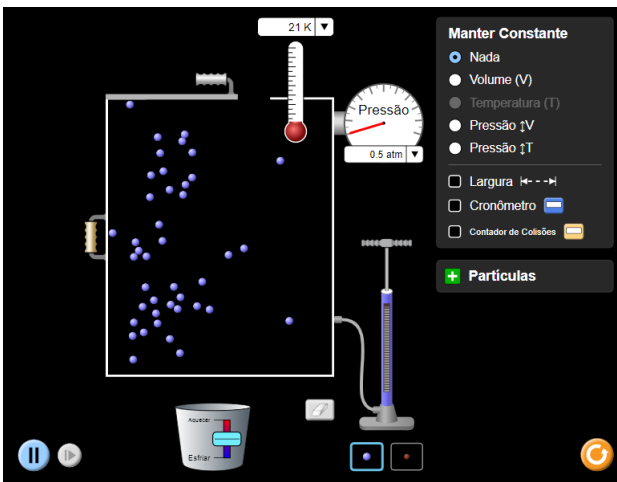 21 K
Pressão
0.5 atm
Manter Constante
Nada
Volume (V)
Temperatura (T)
Pressão ↕V
Pressão ↕T
Largura
Cronômetro
Contador de Colisões
Partículas
Aquecer
Esfriar